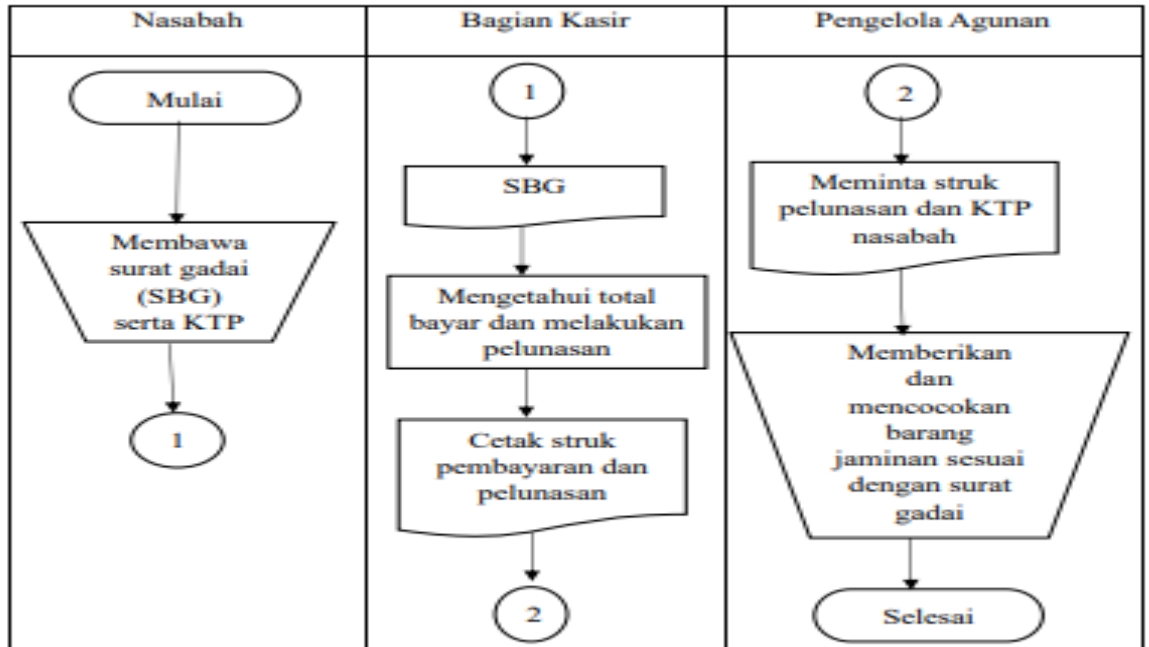 Nasabah
Mulai
Membawa
surat gadai
(SBG)
serta KTP
1
Bagian Kasir
1
SBG
Mengetahui total
bayar dan melakukan
pelunasan
Cetak struk
pembayaran dan
pelunasan
2
Pengelola Agunan
2
Meminta struk
pelunasan dan KTP
nasabah
Memberikan
dan
mencocokan
barang
jaminan sesuai
dengan surat
gadai
Selesai